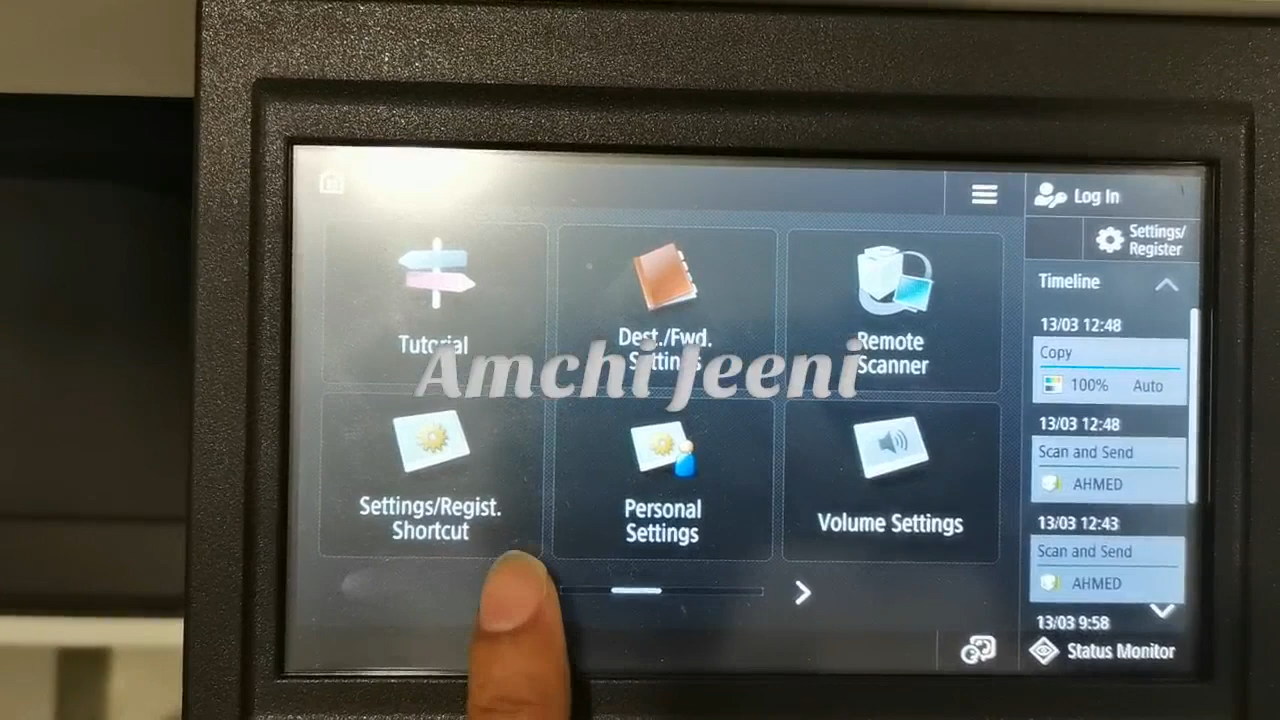 Log In
Settings/
Register
Tutorial
Dest./Fwd.
Settings
Remote
Scanner
Amchi Jeeni
Settings/Regist.
Shortcut
Personal
Settings
Volume Settings
Timeline
13/03 12:48
Copy
100% Auto
13/03 12:48
Scan and Send
AHMED
13/03 12:43
Scan and Send
AHMED
13/03 9:58
Status Monitor